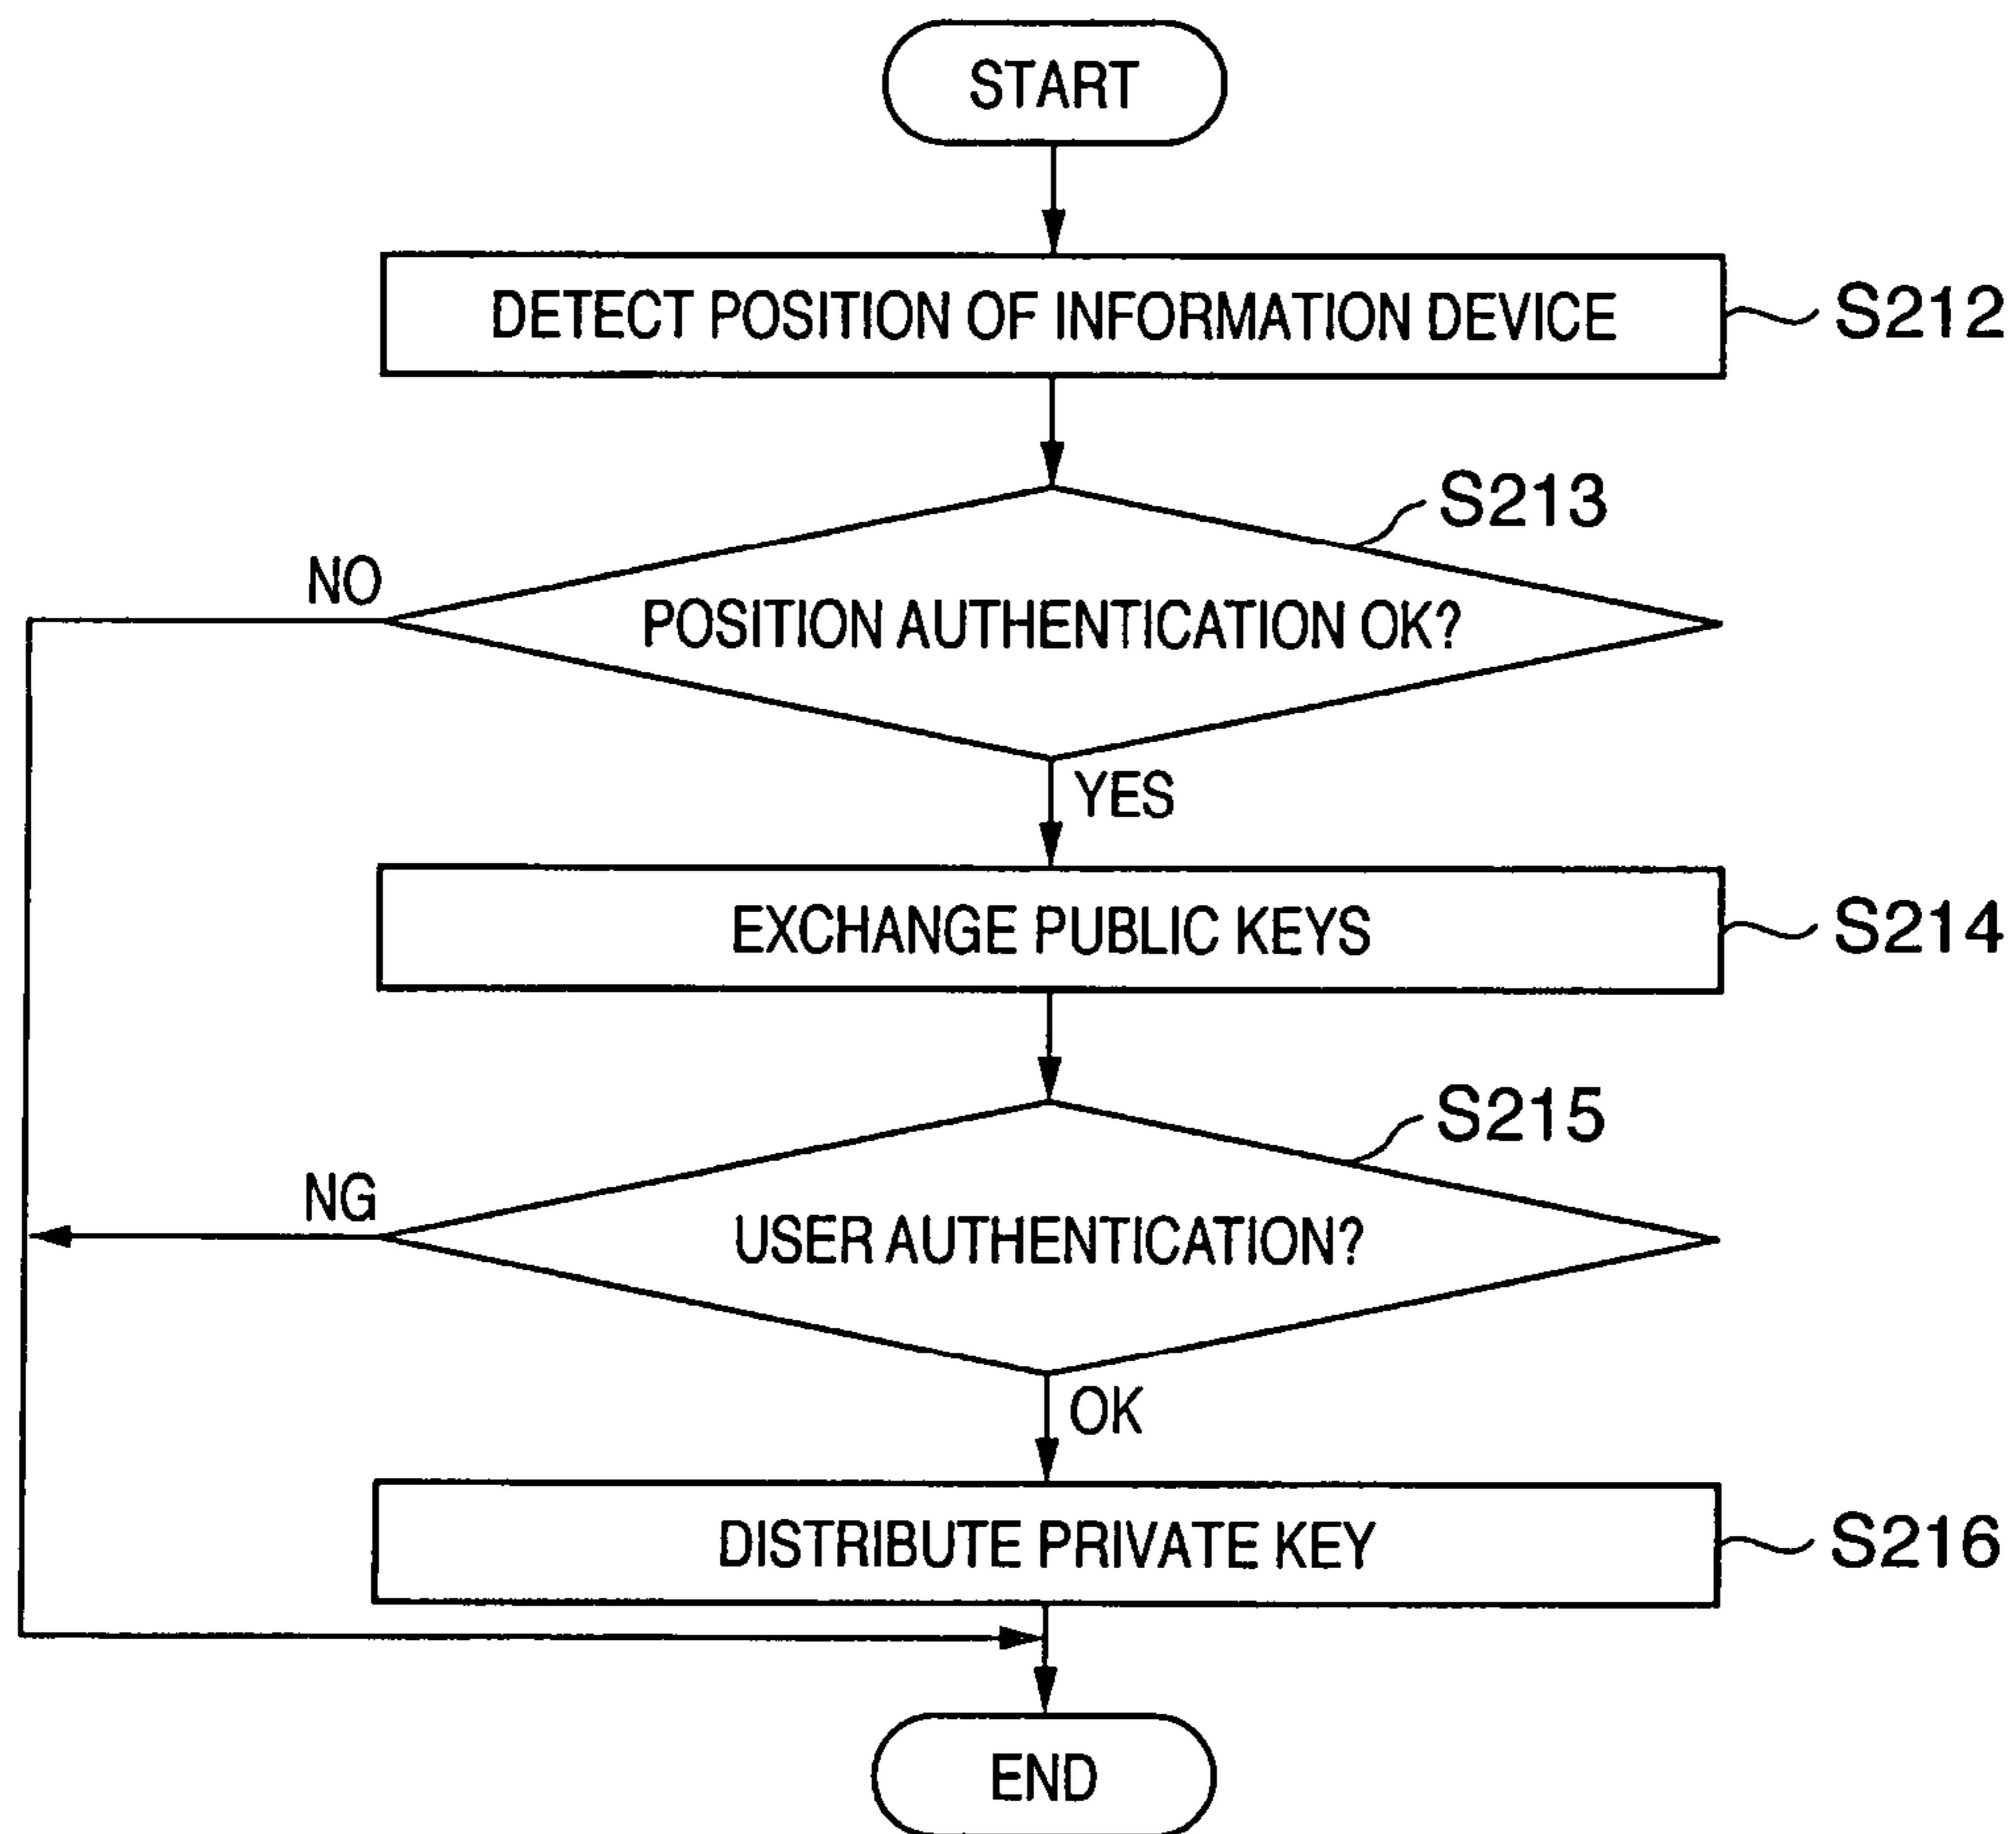 START
DETECT POSITION OF INFORMATION DEVICE
S212
S213
NO
POSITION AUTHENTICATION OK?
YES
EXCHANGE PUBLIC KEYS
S214
S215
NG
USER AUTHENTICATION?
OK
DISTRIBUTE PRIVATE KEY
S216
END